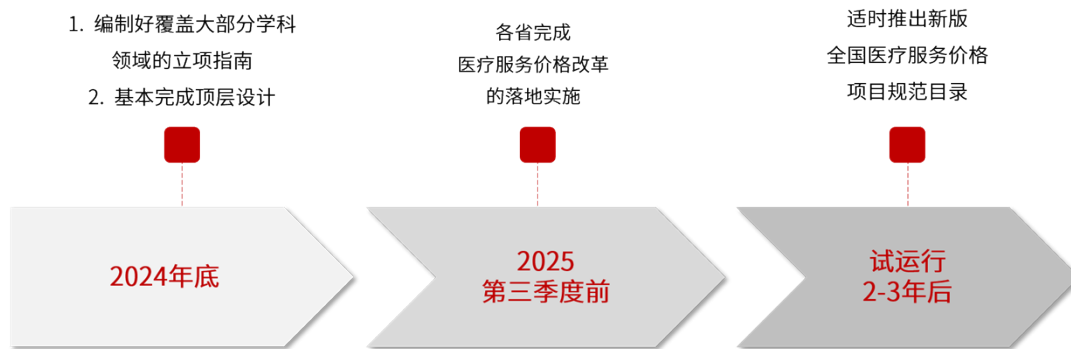 1. 编制好覆盖大部分学科
领域的立项指南
2. 基本完成顶层设计
各省完成
医疗服务价格改革
的落地实施
适时推出新版
全国医疗服务价格
项目规范目录
2024年底
2025
第三季度前
试运行
2-3年后